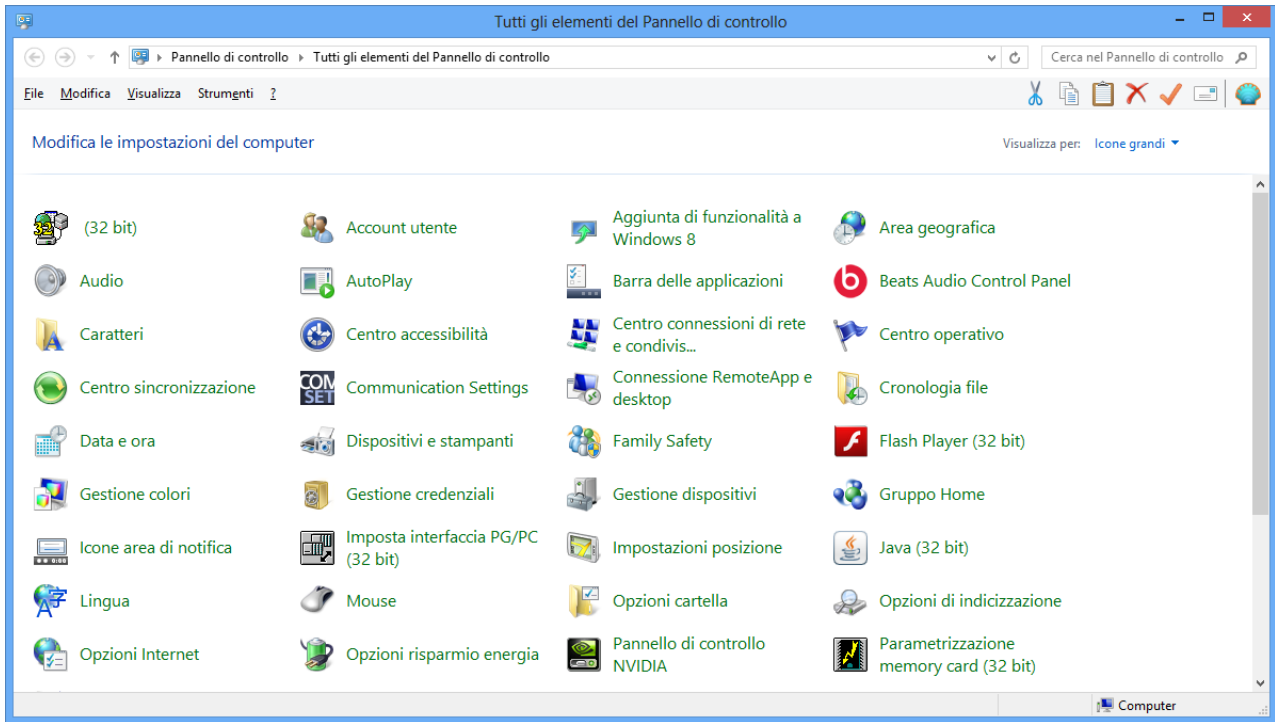 Tutti gli elementi del Pannello di controllo
Pannello di controllo Tutti gli elementi del Pannello di controllo
Cerca nel Pannello di controllo
File Modifica Visualizza Strumenti ?
Modifica le impostazioni del computer
Visualizza per: Icone grandi
(32 bit)
Account utente
Aggiunta di funzionalità a
Windows 8
Area geografica
Audio
AutoPlay
Barra delle applicazioni
Beats Audio Control Panel
Caratteri
Centro accessibilità
Centro connessioni di rete
e condivis...
Centro operativo
Centro sincronizzazione
COM
SET
Communication Settings
Connessione RemoteApp e
desktop
Cronologia file
Data e ora
Dispositivi e stampanti
Family Safety
Flash Player (32 bit)
Gestione colori
Gestione credenziali
Gestione dispositivi
Gruppo Home
Icone area di notifica
Imposta interfaccia PG/PC
(32 bit)
Impostazioni posizione
Java (32 bit)
Lingua
Mouse
Opzioni cartella
Opzioni di indicizzazione
Opzioni Internet
Opzioni risparmio energia
Pannello di controllo
NVIDIA
Parametrizzazione
memory card (32 bit)
Computer